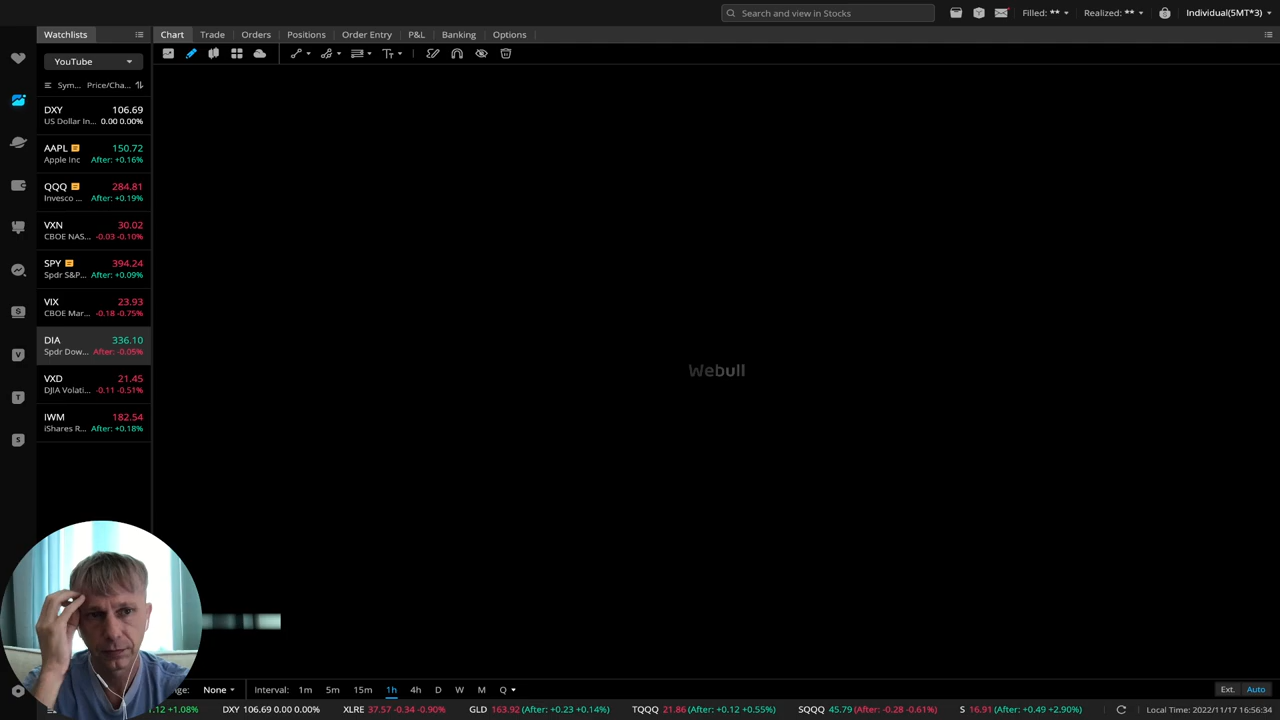 Search and view in Stocks
Filled: **
Realized: **
Individual(5MT*3)
Watchlists
Chart
Trade
Orders
Positions
Order Entry
P&L
Banking
Options
YouTube
Sym...
Price/Cha...
DXY 106.69
US Dollar In... 0.00 0.00%
AAPL 150.72
Apple Inc After: +0.16%
QQQ 284.81
Invesco ... After: +0.19%
VXN 30.02
CBOE NAS... -0.03 -0.10%
SPY 394.24
Spdr S&P... After: +0.09%
VIX 23.93
CBOE Mar... -0.18 -0.75%
DIA 336.10
Spdr Dow... After: -0.05%
VXD 21.45
DJIA Volati... -0.11 -0.51%
IWM 182.54
iShares R... After: +0.18%
Webull
nge: None Interval: 1m 5m 15m 1h 4h D W M Q
Ext. Auto
1.12 +1.08% DXY 106.69 0.00 0.00% XLRE 37.57 -0.34 -0.90% GLD 163.92 (After: +0.23 +0.14%) TQQQ 21.86 (After: +0.12 +0.55%) SQQQ 45.79 (After: -0.28 -0.61%) S 16.91 (After: +0.49 +2.90%)
Local Time: 2022/11/17 16:56:34